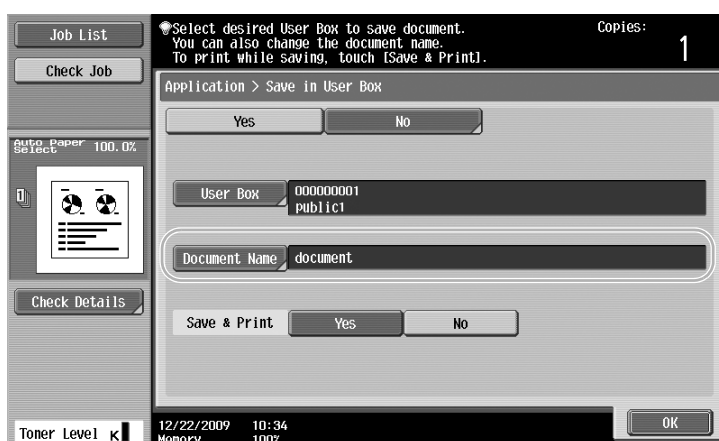 Job List
Check Job
Auto Paper
Select 100.0%
1
Check Details
Toner Level K
Select desired User Box to save document.
You can also change the document name.
To print while saving, touch [Save & Print].
Copies:
1
Application > Save in User Box
Yes No
User Box 000000001
public1
Document Name document
Save & Print Yes No
12/22/2009 10:34
Memory 100%
OK